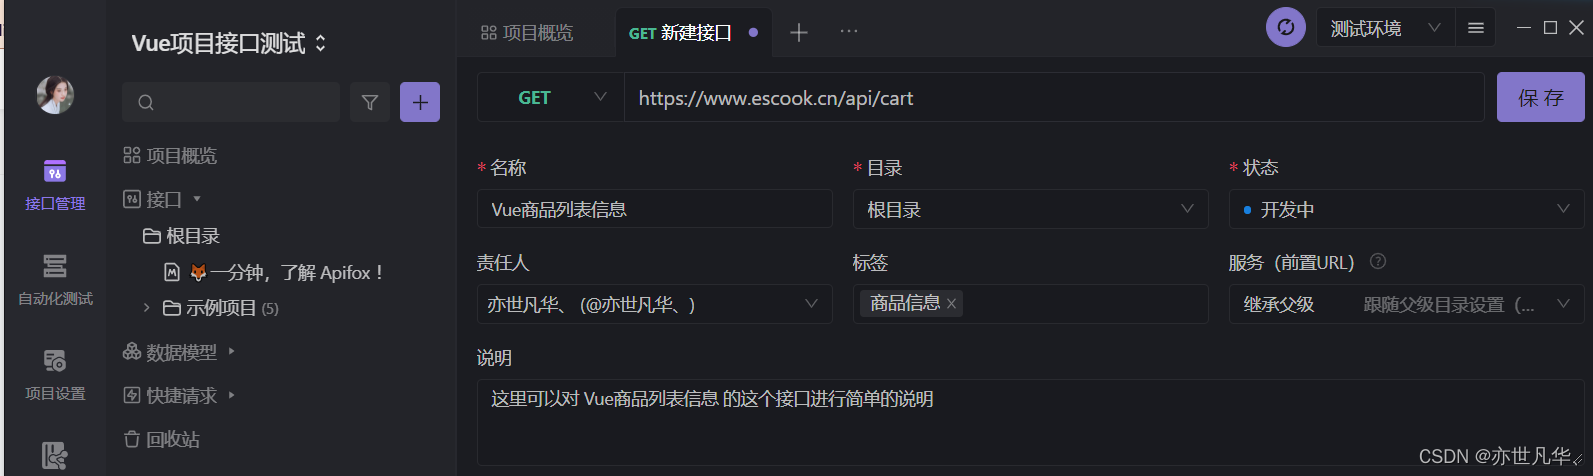 Vue项目接口测试
接口管理
自动化测试
项目设置
项目概览
接口
根目录
一分钟，了解 Apifox！
示例项目 (5)
数据模型
快捷请求
回收站
项目概览
GET 新建接口
测试环境
GET
https://www.escook.cn/api/cart
保 存
* 名称
* 目录
* 状态
Vue商品列表信息
根目录
开发中
责任人
标签
服务（前置URL）
亦世凡华、 (@亦世凡华、)
商品信息
继承父级
跟随父级目录设置（...
说明
这里可以对 Vue商品列表信息 的这个接口进行简单的说明
CSDN @亦世凡华、